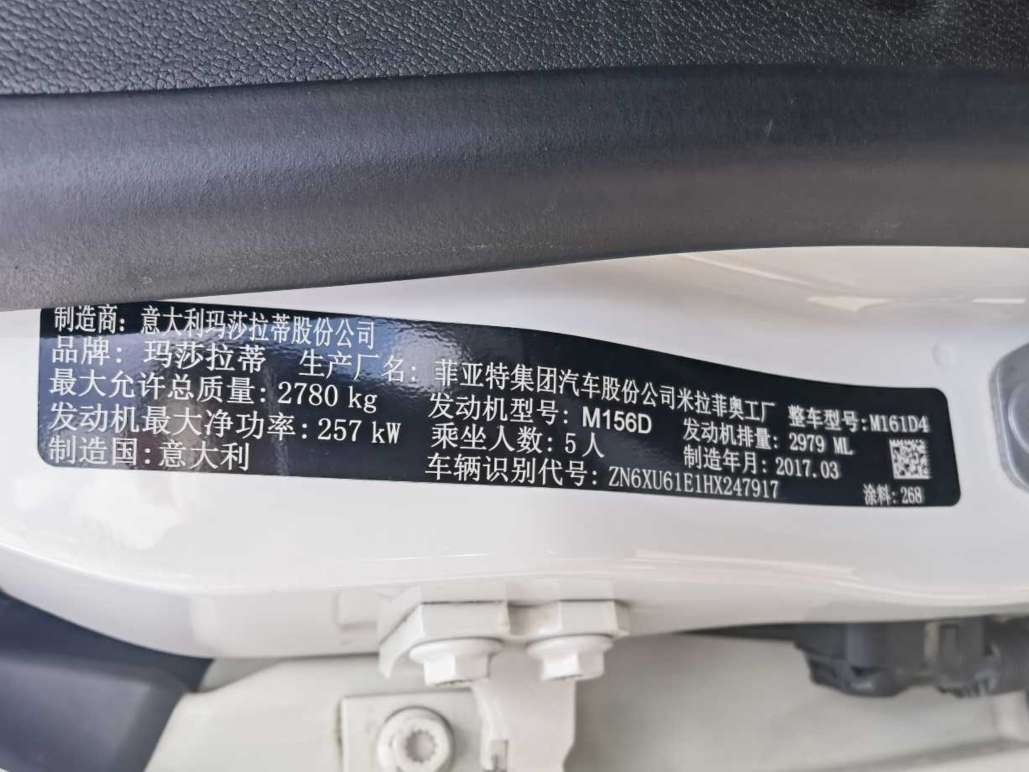 制造商: 意大利玛莎拉蒂股份公司
品牌: 玛莎拉蒂 生产厂名: 菲亚特集团汽车股份公司米拉菲奥工厂 整车型号: M161D4
最大允许总质量: 2780 kg 发动机型号: M156D 发动机排量: 2979 ML
发动机最大净功率: 257 kW 乘坐人数: 5人 制造年月: 2017.03
制造国: 意大利 车辆识别代号: ZN6XU61E1HX247917 涂料: 268